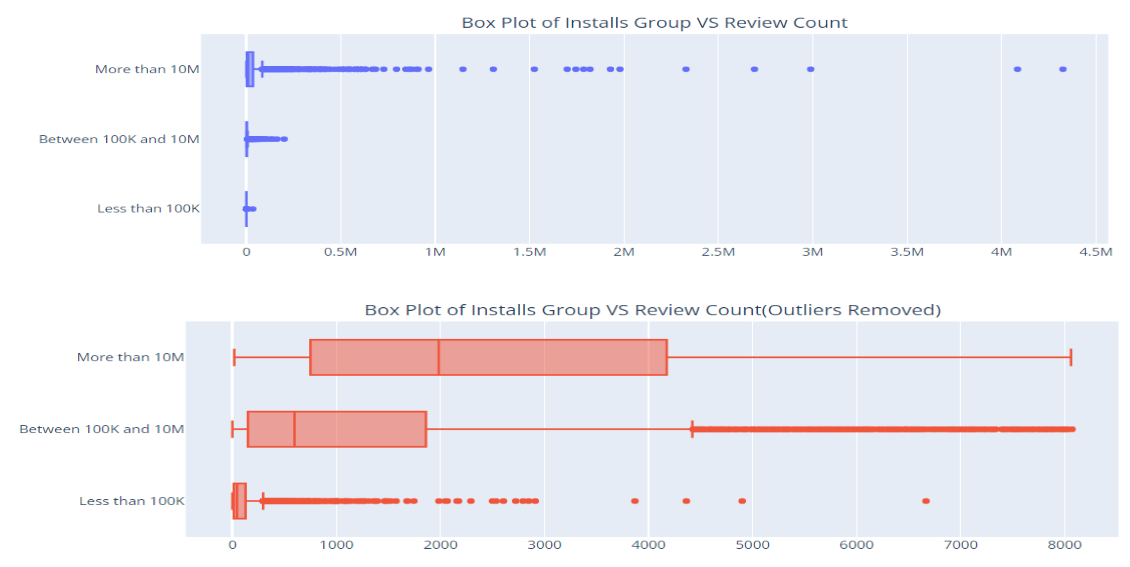 Box Plot of Installs Group VS Review Count
More than 10M
Between 100K and 10M
Less than 100K
0 0.5M 1M 1.5M 2M 2.5M 3M 3.5M 4M 4.5M
Box Plot of Installs Group VS Review Count(Outliers Removed)
More than 10M
Between 100K and 10M
Less than 100K
0 1000 2000 3000 4000 5000 6000 7000 8000